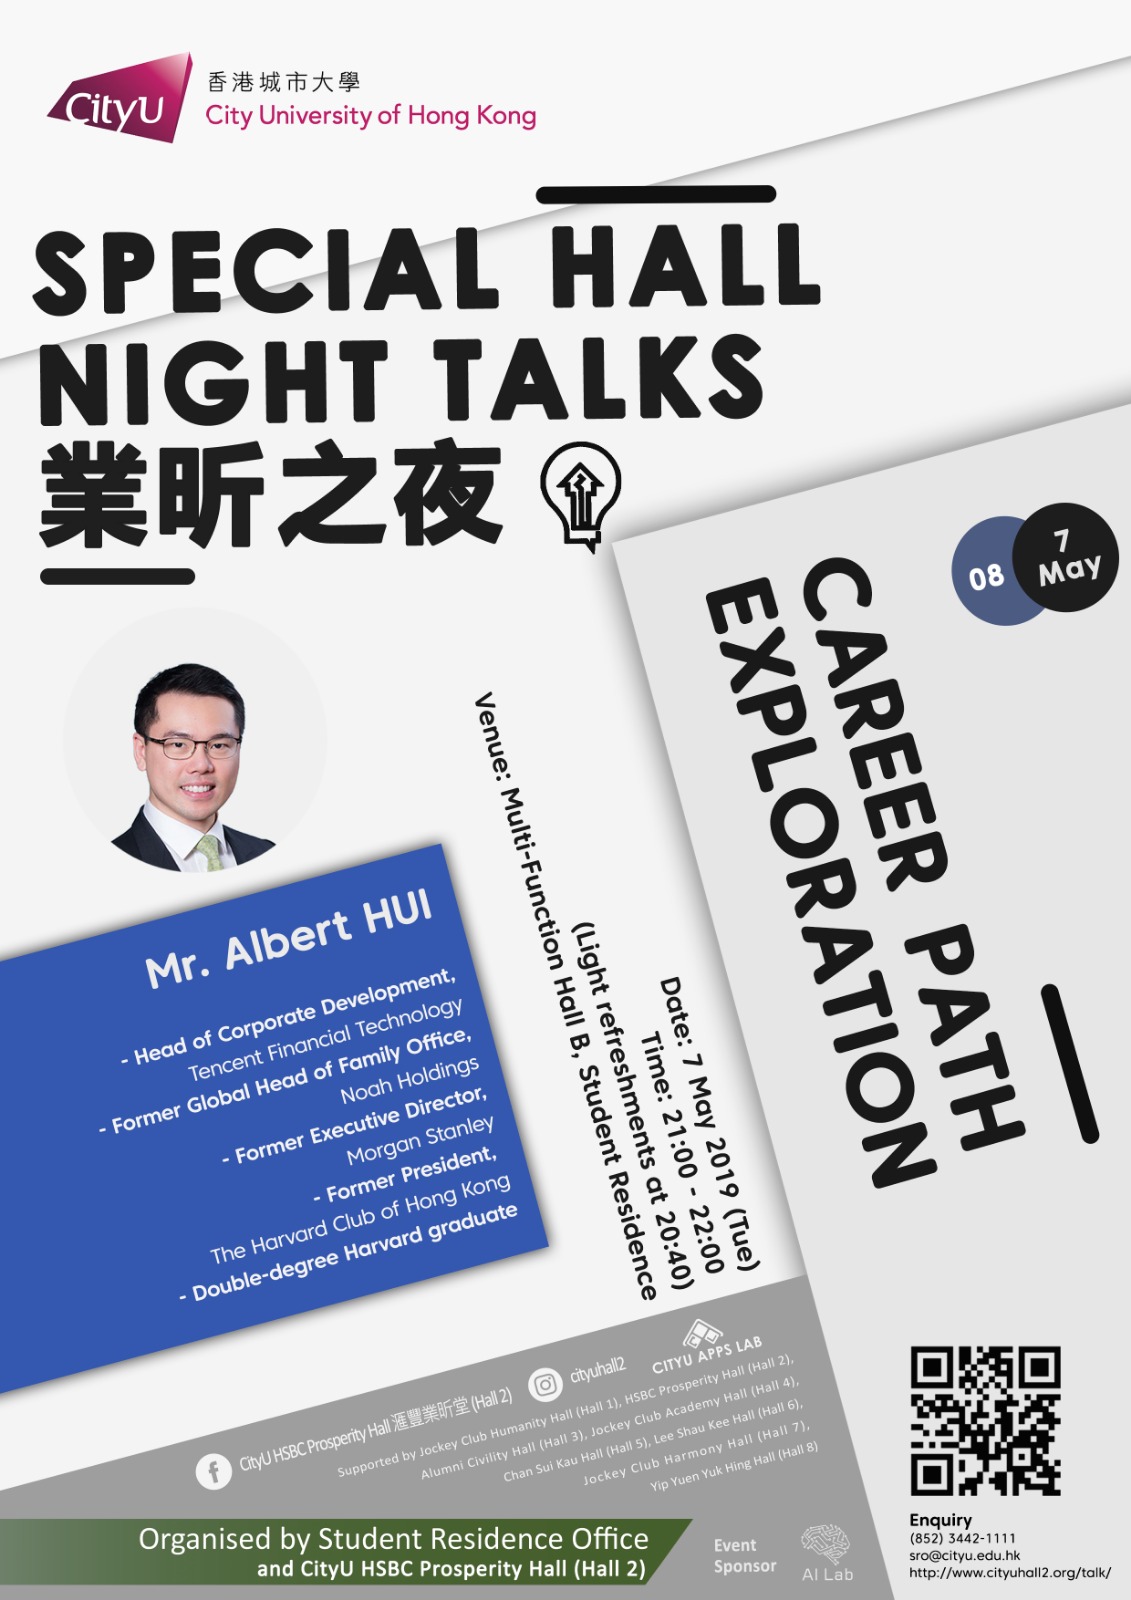 CityU
香港城市大學
City University of Hong Kong
SPECIAL HALL
NIGHT TALKS
業昕之夜
08
7
May
CAREER PATH
EXPLORATION
Mr. Albert HUI
- Head of Corporate Development,
Tencent Financial Technology
- Former Global Head of Family Office,
Noah Holdings
- Former Executive Director,
Morgan Stanley
- Former President,
The Harvard Club of Hong Kong
- Double-degree Harvard graduate
Date: 7 May 2019 (Tue)
Time: 21:00 - 22:00
(Light refreshments at 20:40)
Venue: Multi-Function Hall B, Student Residence
CityU HSBC Prosperity Hall 滙豐業昕堂 (Hall 2)
cityuhall2
CITYU APPS LAB
Supported by Jockey Club Humanity Hall (Hall 1), HSBC Prosperity Hall (Hall 2),
Alumni Civility Hall (Hall 3), Jockey Club Academy Hall (Hall 4),
Chan Sui Kau Hall (Hall 5), Lee Shau Kee Hall (Hall 6),
Jockey Club Harmony Hall (Hall 7),
Yip Yuen Yuk Hing Hall (Hall 8)
Organised by Student Residence Office
and CityU HSBC Prosperity Hall (Hall 2)
Event
Sponsor
AI Lab
Enquiry
(852) 3442-1111
sro@cityu.edu.hk
http://www.cityuhall2.org/talk/